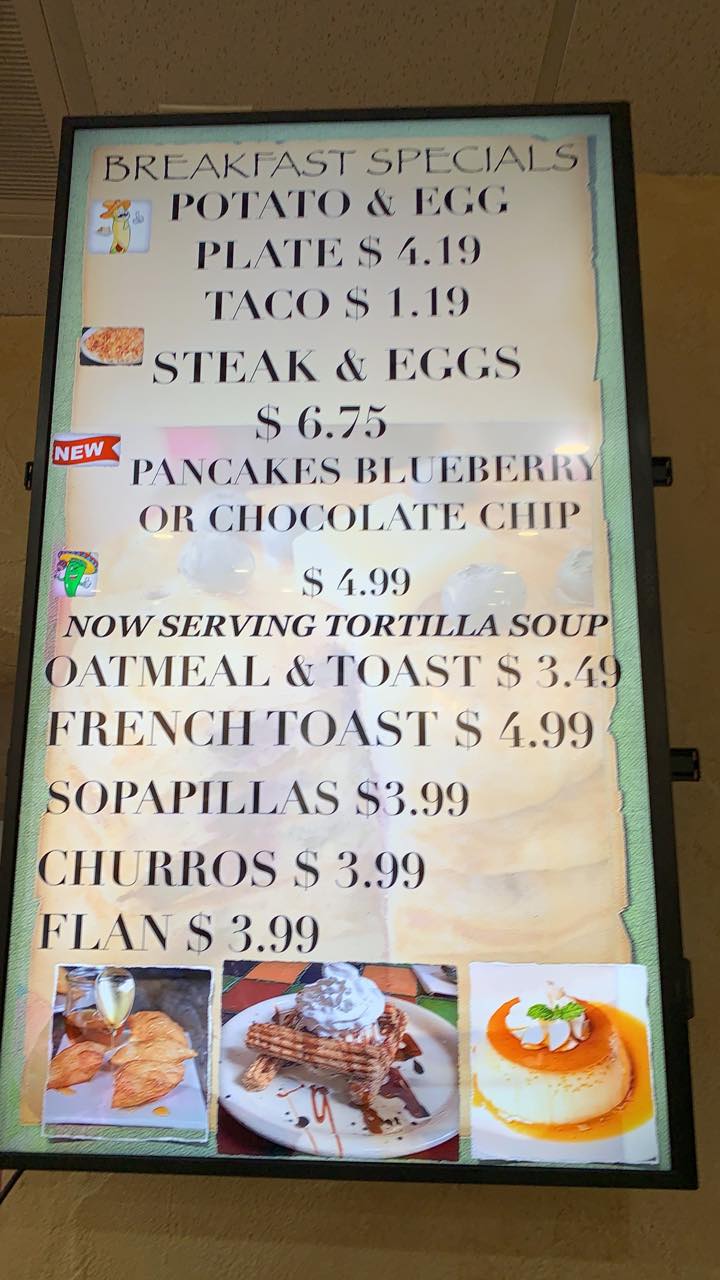 BREAKFAST SPECIALS
POTATO & EGG
PLATE $ 4.19
TACO $ 1.19
STEAK & EGGS
$ 6.75
NEW
PANCAKES BLUEBERRY
OR CHOCOLATE CHIP
$ 4.99
NOW SERVING TORTILLA SOUP
OATMEAL & TOAST $ 3.49
FRENCH TOAST $ 4.99
SOPAPILLAS $3.99
CHURROS $ 3.99
FLAN $ 3.99